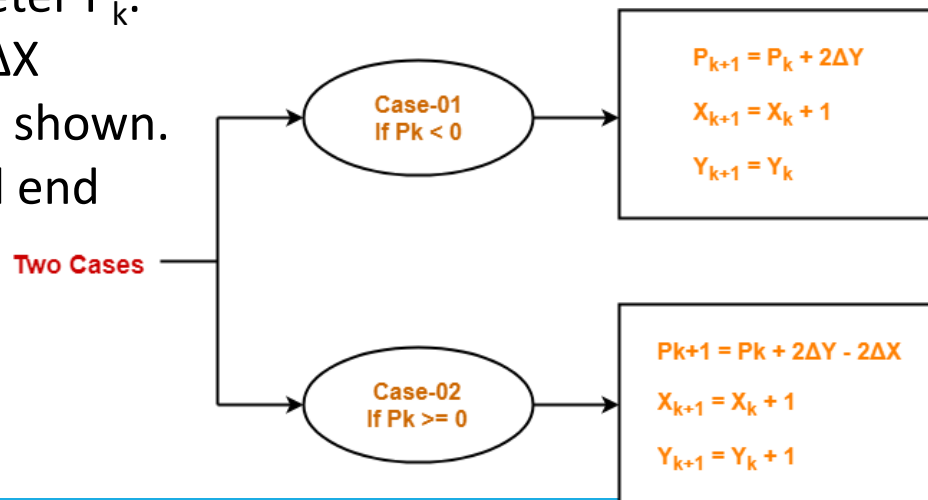 P k.
ΔX
shown.
end
Two Cases
Case-01
If Pk < 0
Pk+1 = Pk + 2ΔY
Xk+1 = Xk + 1
Yk+1 = Yk
Case-02
If Pk >= 0
Pk+1 = Pk + 2ΔY - 2ΔX
Xk+1 = Xk + 1
Yk+1 = Yk + 1